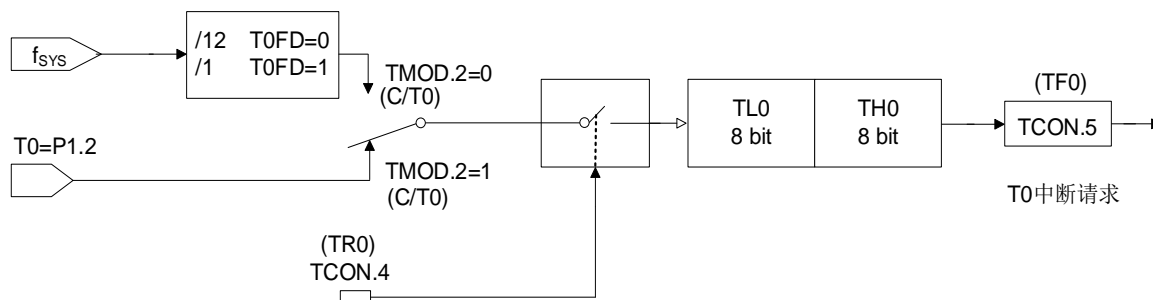 fSYS
/12 T0FD=0
/1 T0FD=1
TMOD.2=0
(C/T0)
T0=P1.2
TMOD.2=1
(C/T0)
(TR0)
TCON.4
TL0
8 bit
TH0
8 bit
(TF0)
TCON.5
T0中断请求